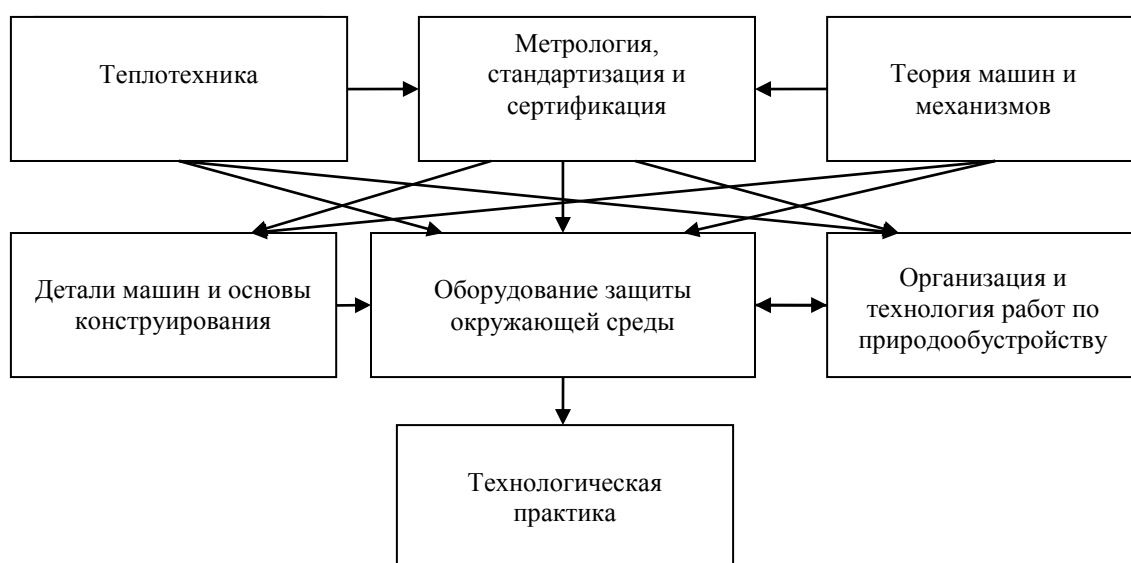 Теплотехника
Метрология,
стандартизация и
сертификация
Теория машин и
механизмов
Детали машин и основы
конструирования
Оборудование защиты
окружающей среды
Организация и
технология работ по
природообустройству
Технологическая
практика